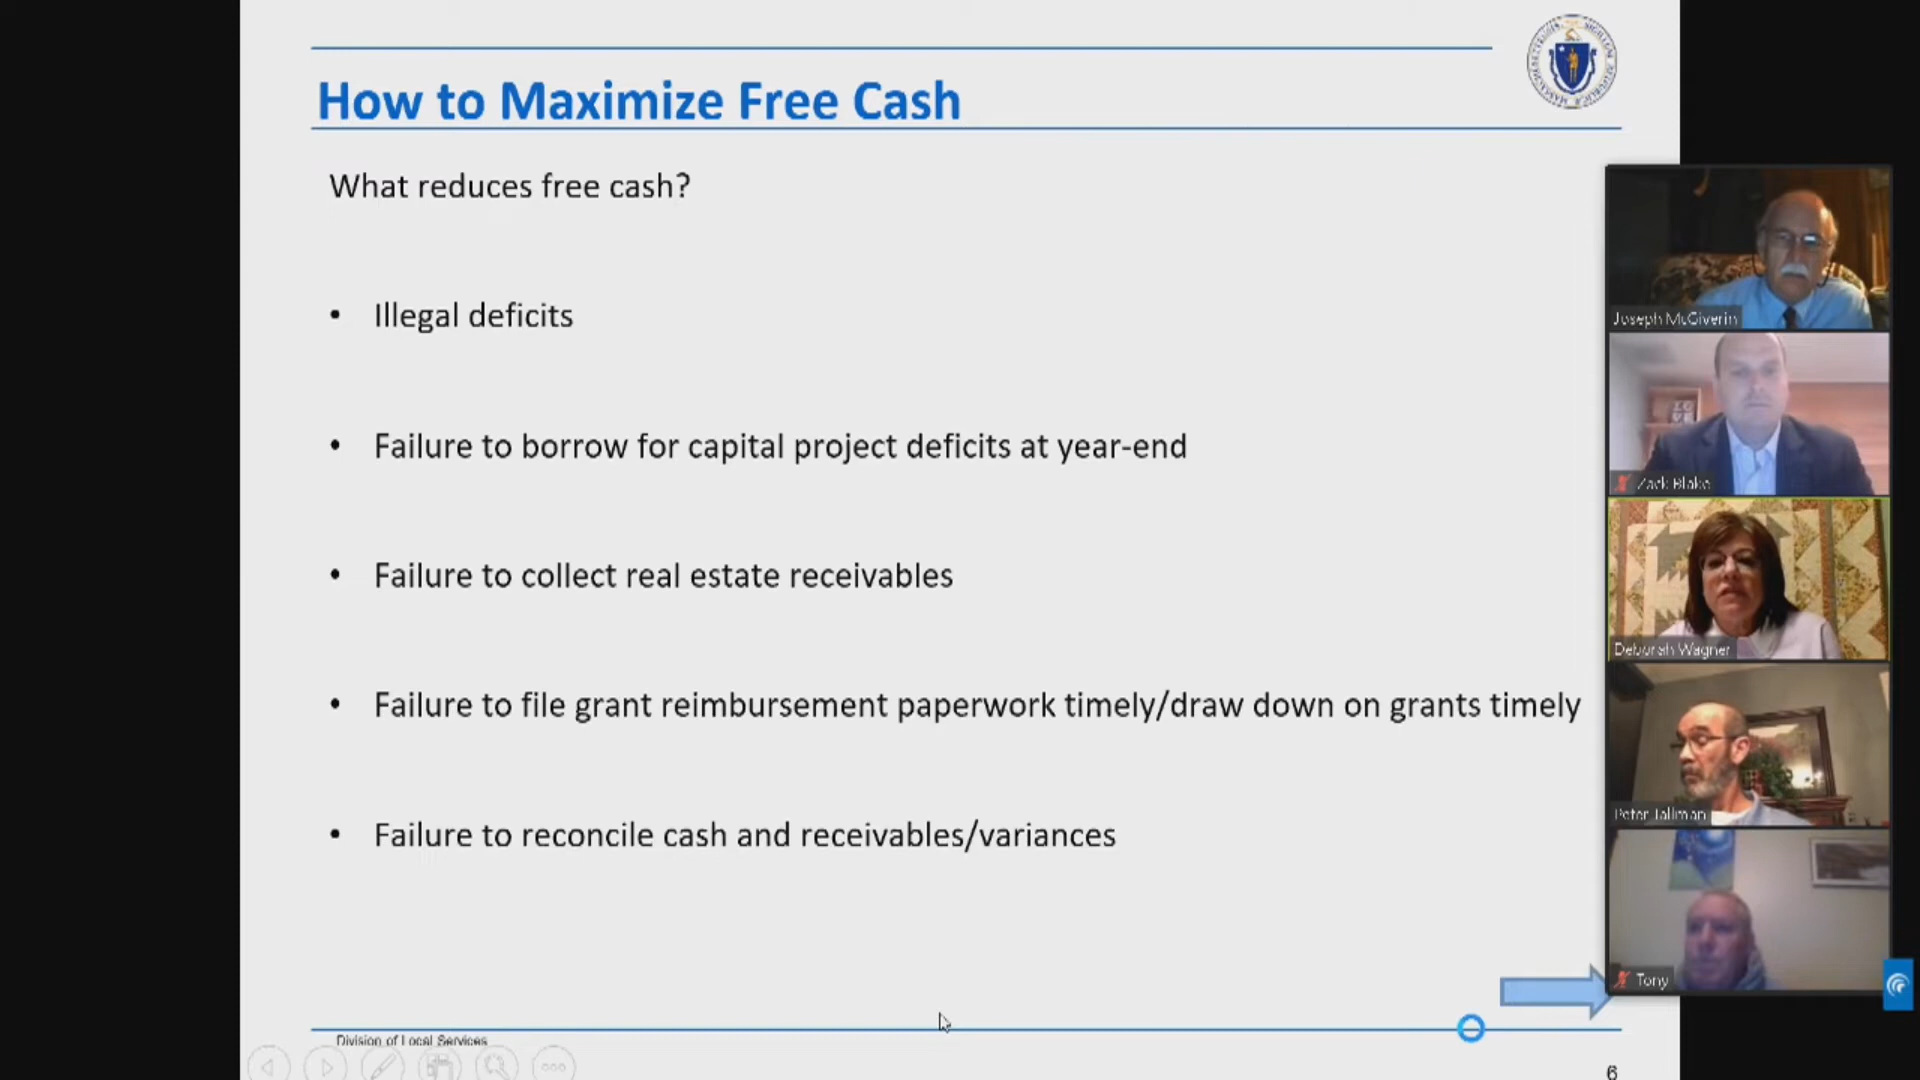 How to Maximize Free Cash
What reduces free cash?
• Illegal deficits
• Failure to borrow for capital project deficits at year-end
• Failure to collect real estate receivables
• Failure to file grant reimbursement paperwork timely/draw down on grants timely
• Failure to reconcile cash and receivables/variances
Division of Local Services
6
Joseph McGiverin
Zack Blake
Deborah Wagner
Peter Tallman
Tony